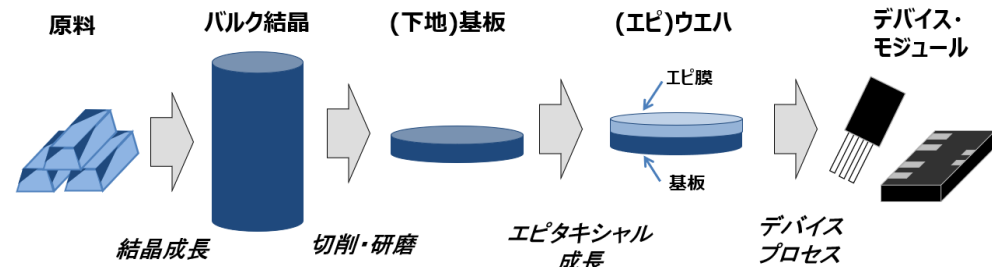 原料
バルク結晶
(下地)基板
(エピ)ウエハ
デバイス・
モジュール
エピ膜
基板
結晶成長
切削・研磨
エピタキシャル
成長
デバイス
プロセス